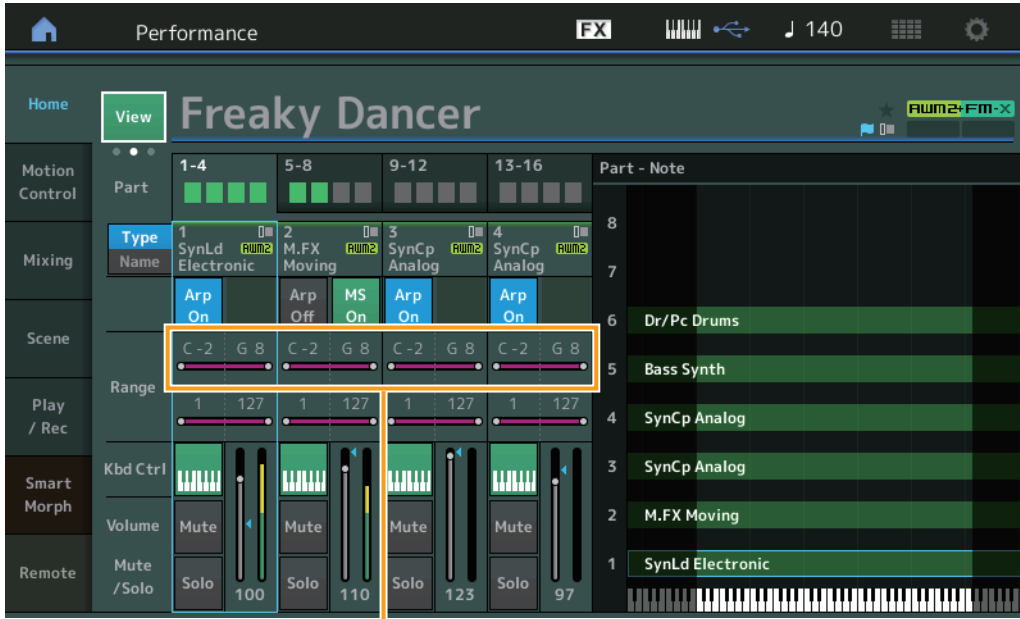 Performance
FX
140
Home
View
Freaky Dancer
AWM2+FM-X
Motion
Control
Part
1-4
5-8
9-12
13-16
Part - Note
Type
Name
1
SynLd
AWM2
Electronic
2
M.FX
AWM2
Moving
3
SynCp
AWM2
Analog
4
SynCp
AWM2
Analog
Mixing
Arp
On
Arp
Off
MS
On
Arp
On
Arp
On
Scene
Range
C -2 G 8
C -2 G 8
C -2 G 8
C -2 G 8
1 127
1 127
1 127
1 127
Play
/ Rec
Kbd Ctrl
Smart
Morph
Volume
Mute
Mute
Mute
Mute
Remote
Mute
/Solo
Solo
100
Solo
110
Solo
123
Solo
97
8
7
6 Dr/Pc Drums
5 Bass Synth
4 SynCp Analog
3 SynCp Analog
2 M.FX Moving
1 SynLd Electronic